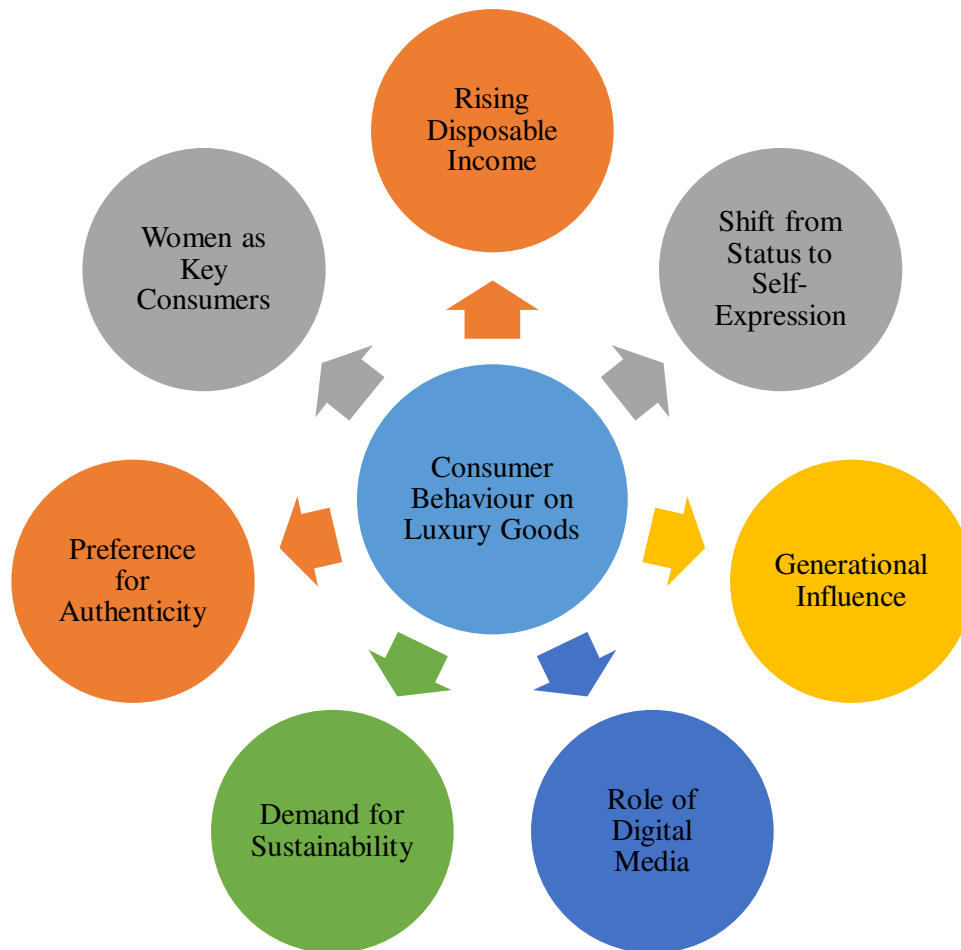 Rising
Disposable
Income
Shift from
Status to
Self-
Expression
Generational
Influence
Role of
Digital
Media
Demand for
Sustainability
Preference
for
Authenticity
Women as
Key
Consumers
Consumer
Behaviour on
Luxury Goods